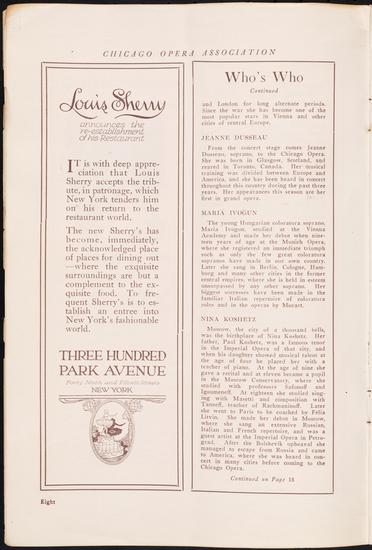 CHICAGO OPERA ASSOCIATION
Louis Sherry
announces the
re-establishment
of his Restaurant
IT is with deep appre-
ciation that Louis
Sherry accepts the trib-
ute, in patronage, which
New York tenders him
on his return to the
restaurant world.
The new Sherry's has
become, immediately,
the acknowledged place
of places for dining out
—where the exquisite
surroundings are but a
complement to the ex-
quisite food. To fre-
quent Sherry's is to es-
tablish an entree into
New York's fashionable
world.
THREE HUNDRED
PARK AVENUE
Forty Ninth and Fiftieth Streets
NEW YORK
Eight
Who's Who
Continued
and London for long alternate periods.
Since the war she has become one of the
most popular stars in Vienna and other
cities of central Europe.
JEANNE DUSSEAU
From the concert stage comes Jeanne
Dusseau, soprano, to the Chicago Opera.
She was born in Glasgow, Scotland, and
reared in Toronto, Canada. Her musical
training was divided between Europe and
America, and she has been heard in concert
throughout this country during the past three
years. Her appearances this season are her
first in grand opera.
MARIA IVOGUN
The young Hungarian coloratura soprano,
Maria Ivogun, studied at the Vienna
Academy and made her debut when nine-
teen years of age at the Munich Opera,
where she registered an immediate triumph
such as only the few great coloratura
sopranos have made in our own country.
Later she sang in Berlin, Cologne, Ham-
burg and many other cities in the former
central empires, where she is held in esteem
unsurpassed by any other soprano. Her
biggest successes have been made in the
familiar Italian repertoire of coloratura
roles and in the operas by Mozart.
NINA KOSHETZ
Moscow, the city of a thousand bells,
was the birthplace of Nina Koshetz. Her
father, Paul Koshetz, was a famous tenor
in the Imperial Opera of that city, and
when his daughter showed musical talent at
the age of four he placed her with a
teacher of piano. At the age of nine she
gave a recital and at eleven became a pupil
in the Moscow Conservatory, where she
studied with professors Safonoff and
Igoumenoff. At eighteen she studied sing-
ing with Masetti and composition with
Taneeff, teacher of Rachmaninoff. Later
she went to Paris to be coached by Felia
Litvin. She made her debut in Moscow,
where she sang an extensive Russian,
Italian and French repertoire, and was a
guest artist at the Imperial Opera in Petro-
grad. After the Bolshevik upheaval she
managed to escape from Russia and came
to America, where she was heard in con-
cert in many cities before coming to the
Chicago Opera.
Continued on Page 18